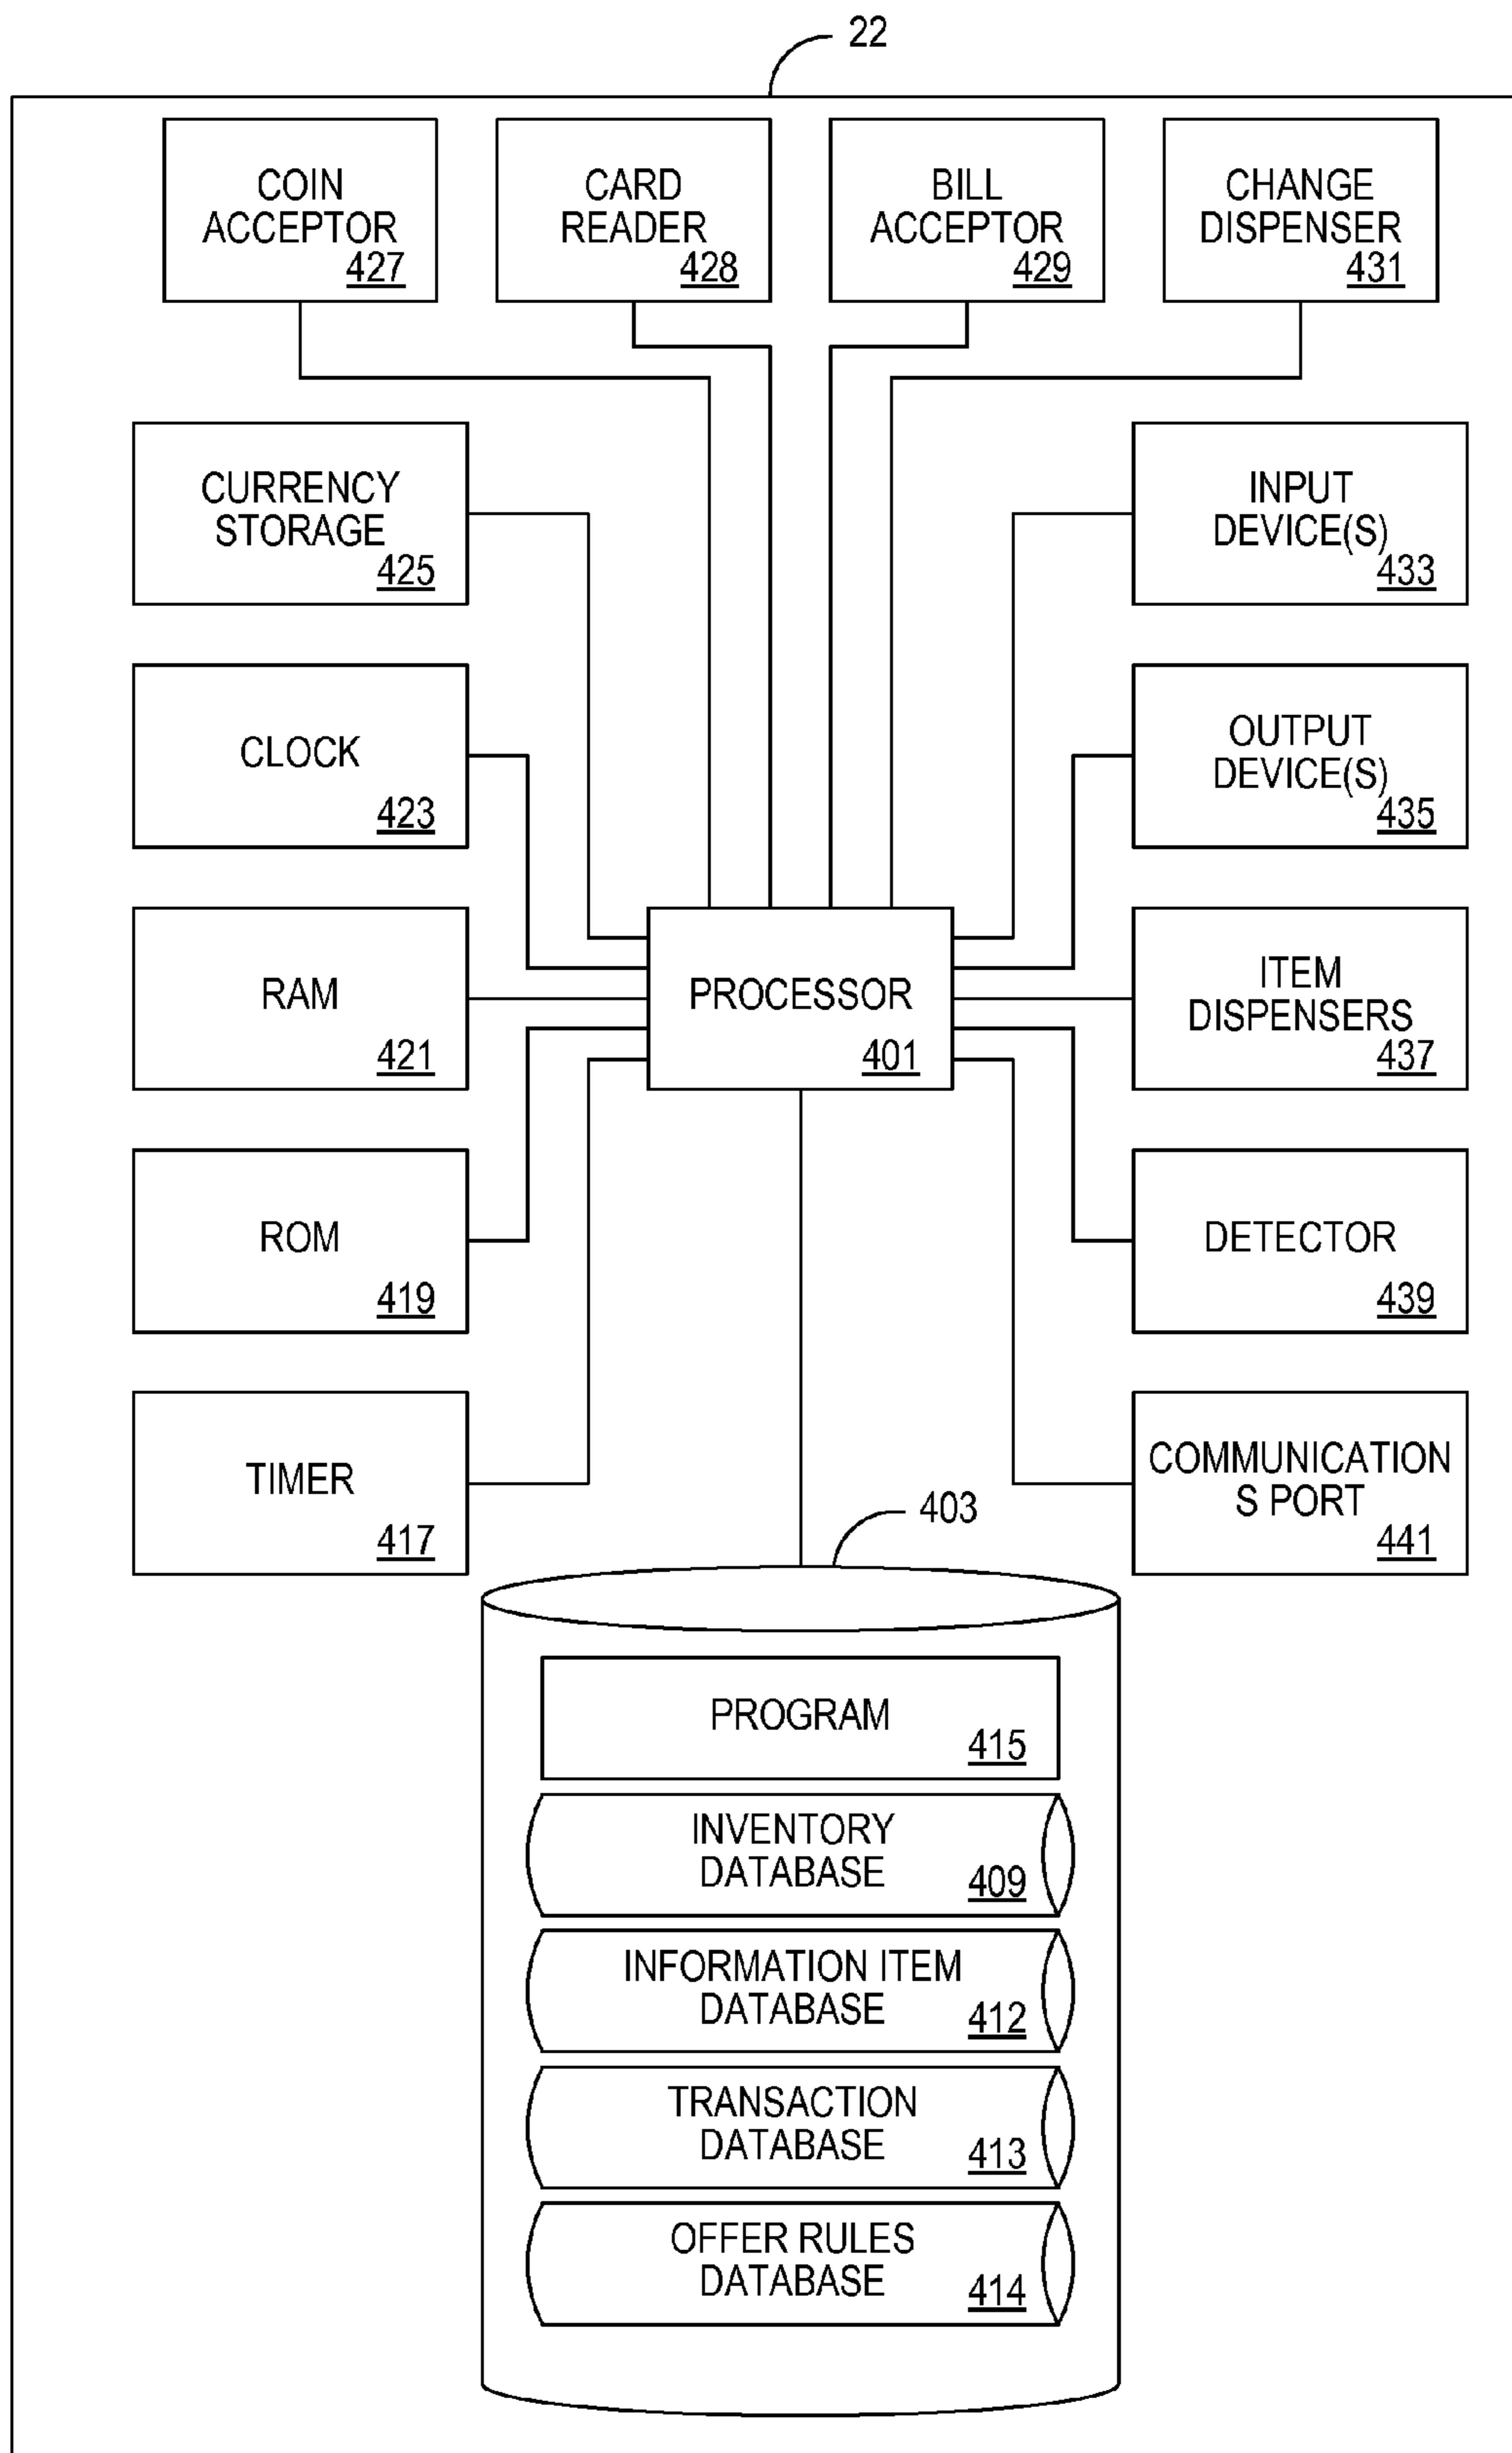 22
COIN
ACCEPTOR
427
CARD
READER
428
BILL
ACCEPTOR
429
CHANGE
DISPENSER
431
CURRENCY
STORAGE
425
INPUT
DEVICE(S)
433
CLOCK
423
OUTPUT
DEVICE(S)
435
RAM
421
PROCESSOR
401
ITEM
DISPENSERS
437
ROM
419
DETECTOR
439
TIMER
417
COMMUNICATION
S PORT
441
403
PROGRAM
415
INVENTORY
DATABASE
409
INFORMATION ITEM
DATABASE
412
TRANSACTION
DATABASE
413
OFFER RULES
DATABASE
414